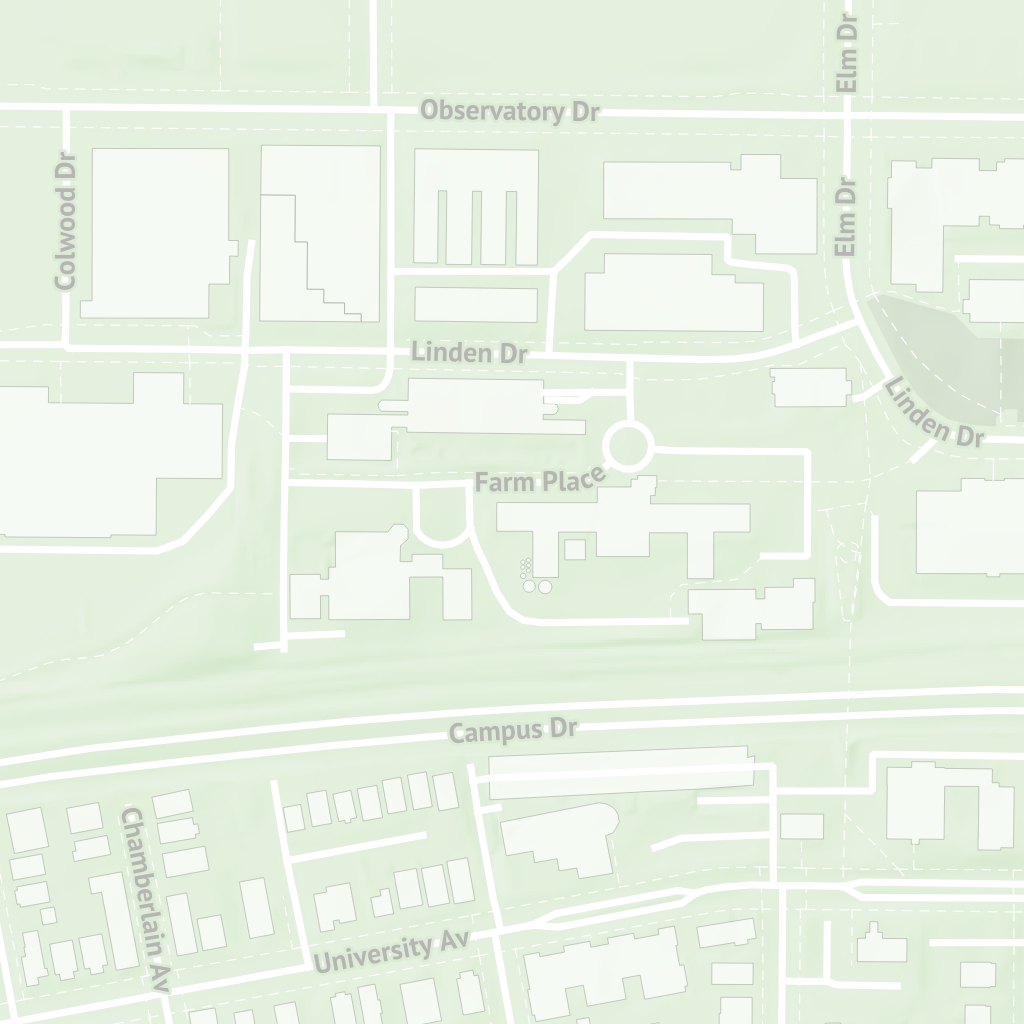 Elm Dr
Observatory Dr
Colwood Dr
Elm Dr
Linden Dr
Linden Dr
Farm Place
Campus Dr
Chamberlain Av
University Av